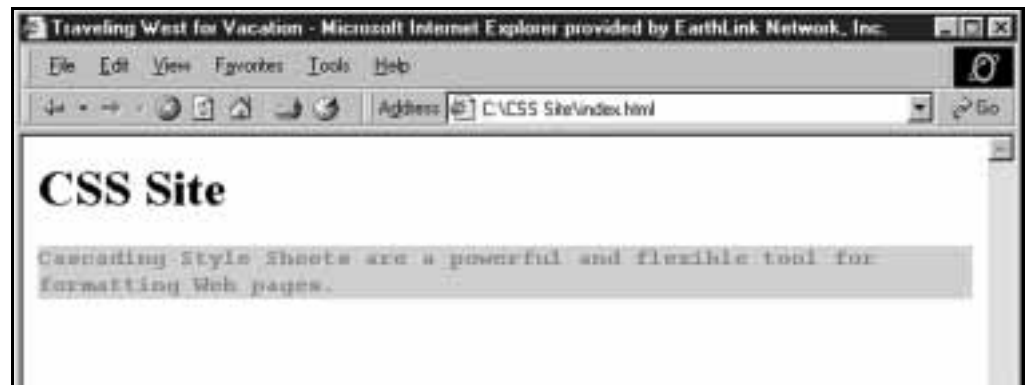 Traveling West for Vacation - Microsoft Internet Explorer provided by EarthLink Network, Inc.
File Edit View Favorites Tools Help
Address C:\CSS Site\index.html Go
CSS Site
Cascading Style Sheets are a powerful and flexible tool for
formatting Web pages.